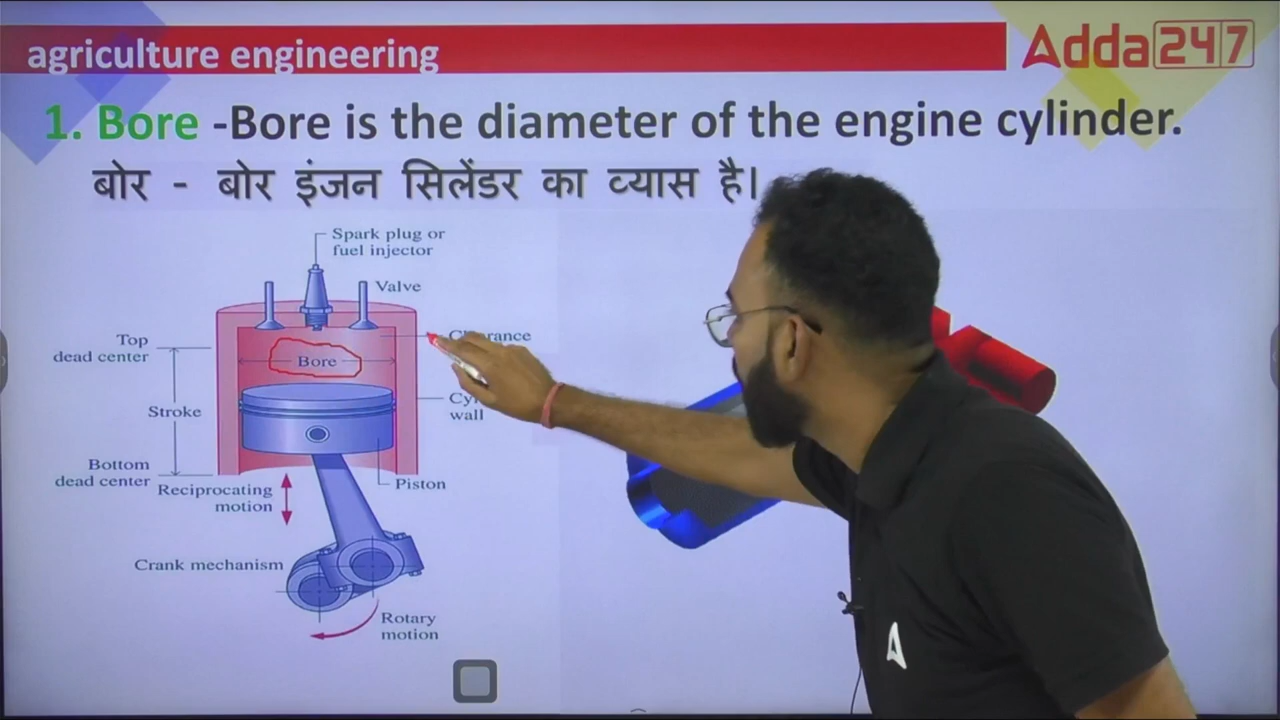 agriculture engineering
Adda247
1. Bore -Bore is the diameter of the engine cylinder.
बोर - बोर इंजन सिलेंडर का व्यास है।
Spark plug or
fuel injector
Valve
Top
dead center
Bore
Stroke
wall
Bottom
dead center
Reciprocating
motion
Piston
Crank mechanism
Rotary
motion